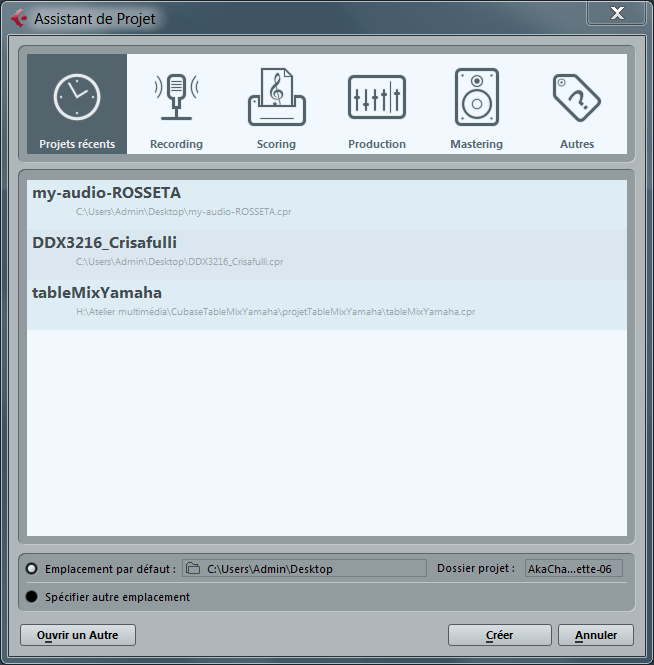 Assistant de Projet
X
Projets récents Recording Scoring Production Mastering Autres
my-audio-ROSSETA
C:\Users\Admin\Desktop\my-audio-ROSSETA.cpr
DDX3216_Crisafulli
C:\Users\Admin\Desktop\DDX3216_Crisafulli.cpr
tableMixYamaha
H:\Atelier multimédia\CubaseTableMixYamaha\projetTableMixYamaha\tableMixYamaha.cpr
Emplacement par défaut : C:\Users\Admin\Desktop Dossier projet : AkaCha...ette-06
Spécifier autre emplacement
Ouvrir un Autre Créer Annuler